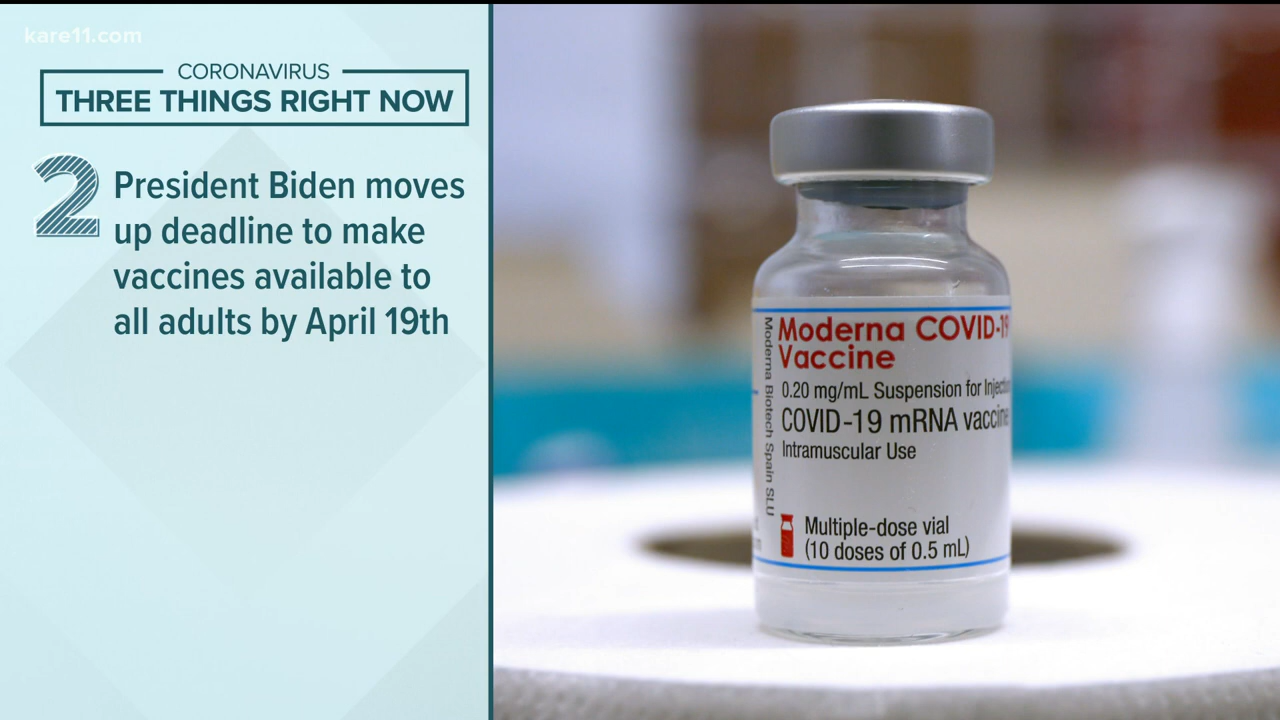 kare11.com
CORONAVIRUS
THREE THINGS RIGHT NOW
2
President Biden moves
up deadline to make
vaccines available to
all adults by April 19th
Moderna COVID-19
Vaccine
0.20 mg/mL Suspension for Injection
COVID-19 mRNA vaccine
Intramuscular Use
Multiple-dose vial
(10 doses of 0.5 mL)
Moderna Biotech Spain SLU